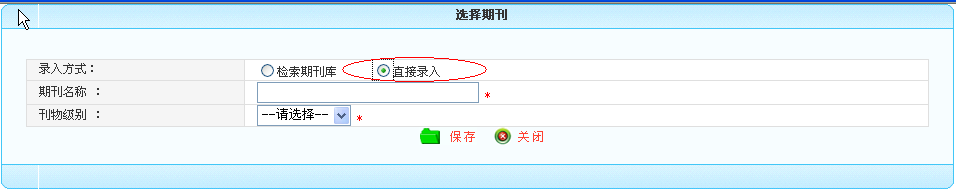 选择期刊
录入方式： 检索期刊库 直接录入
期刊名称 ： *
刊物级别 ： --请选择-- *
保存 关闭